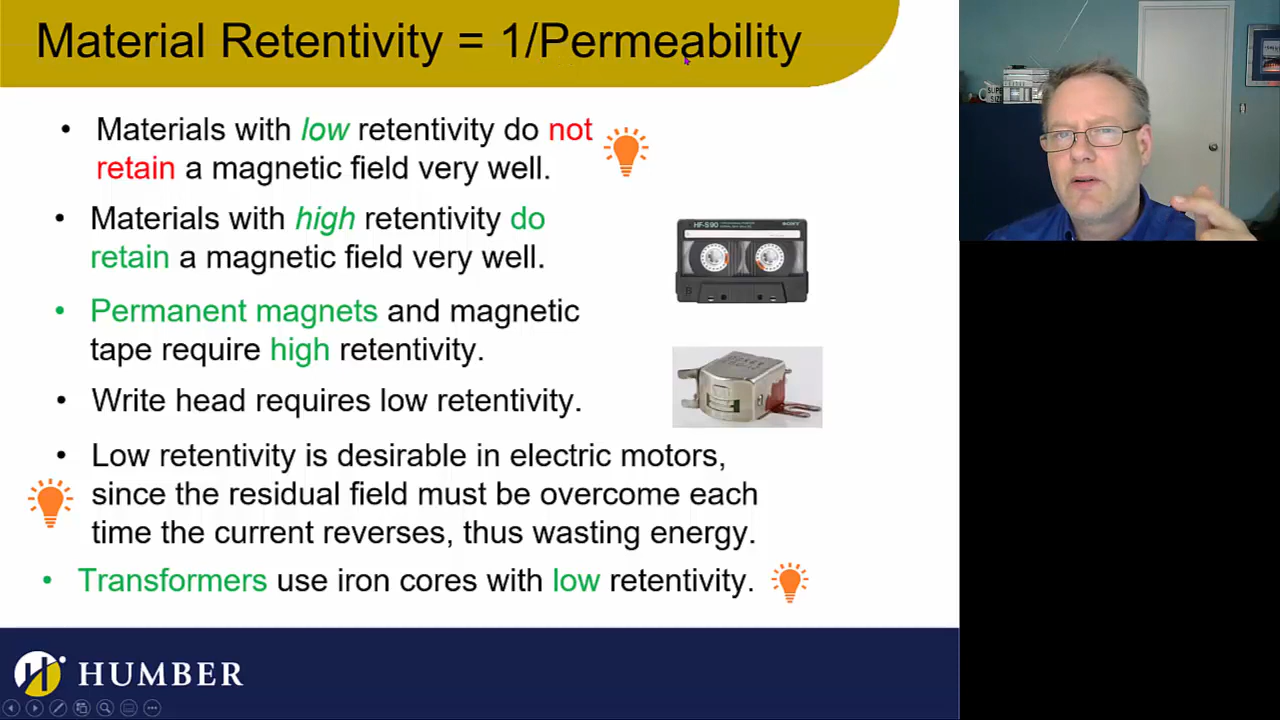 Material Retentivity = 1/Permeability
• Materials with low retentivity do not
retain a magnetic field very well.
• Materials with high retentivity do
retain a magnetic field very well.
• Permanent magnets and magnetic
tape require high retentivity.
• Write head requires low retentivity.
• Low retentivity is desirable in electric motors,
since the residual field must be overcome each
time the current reverses, thus wasting energy.
• Transformers use iron cores with low retentivity.
HF-S 90
SONY
B
HUMBER